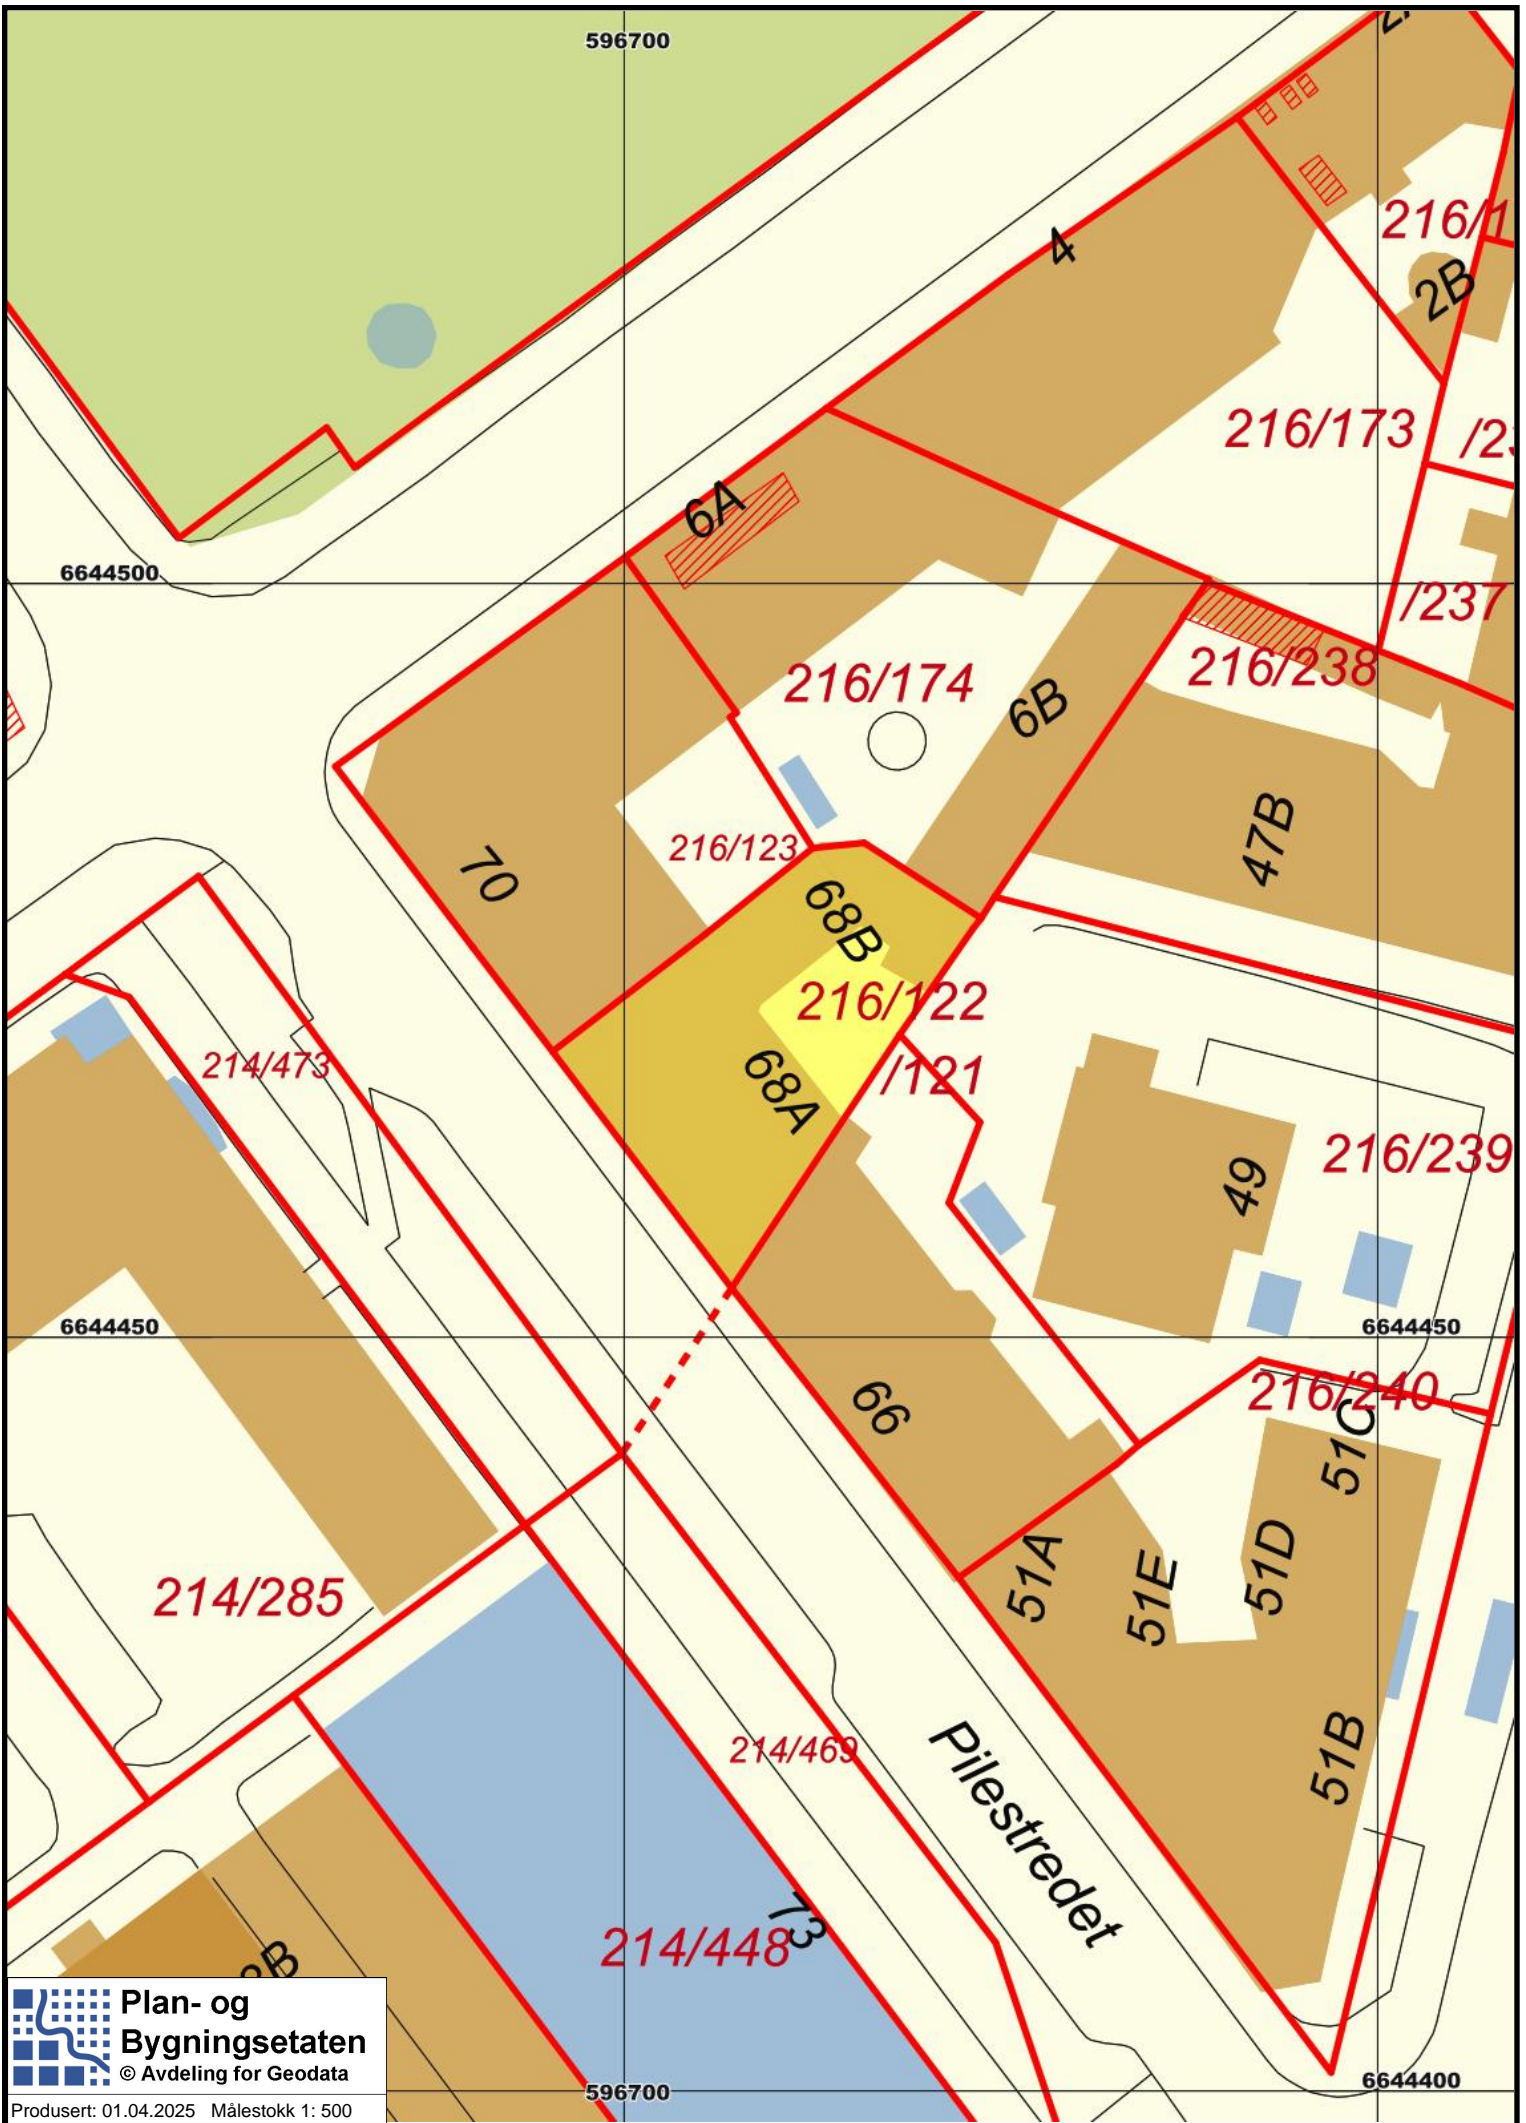 596700
4
216/1
2B
216/173
6A
6644500
/237
216/238
216/174
6B
47B
216/123
70
68B
216/122
214/473
/121
68A
216/239
49
6644450
6644450
216/240
66
51C
51A
51E
51D
214/285
51B
214/469
Pilestredet
73
214/448
Plan- og
Bygningsetaten
© Avdeling for Geodata
596700
6644400
Produsert: 01.04.2025 Målestokk 1: 500